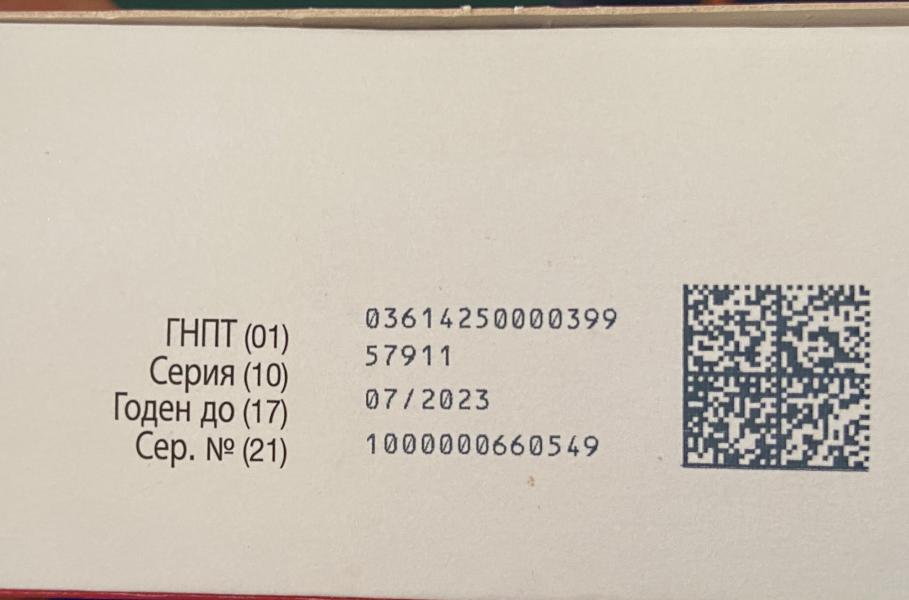 ГНПТ (01) 03614250000399
Серия (10) 57911
Годен до (17) 07/2023
Сер. № (21) 1000000660549